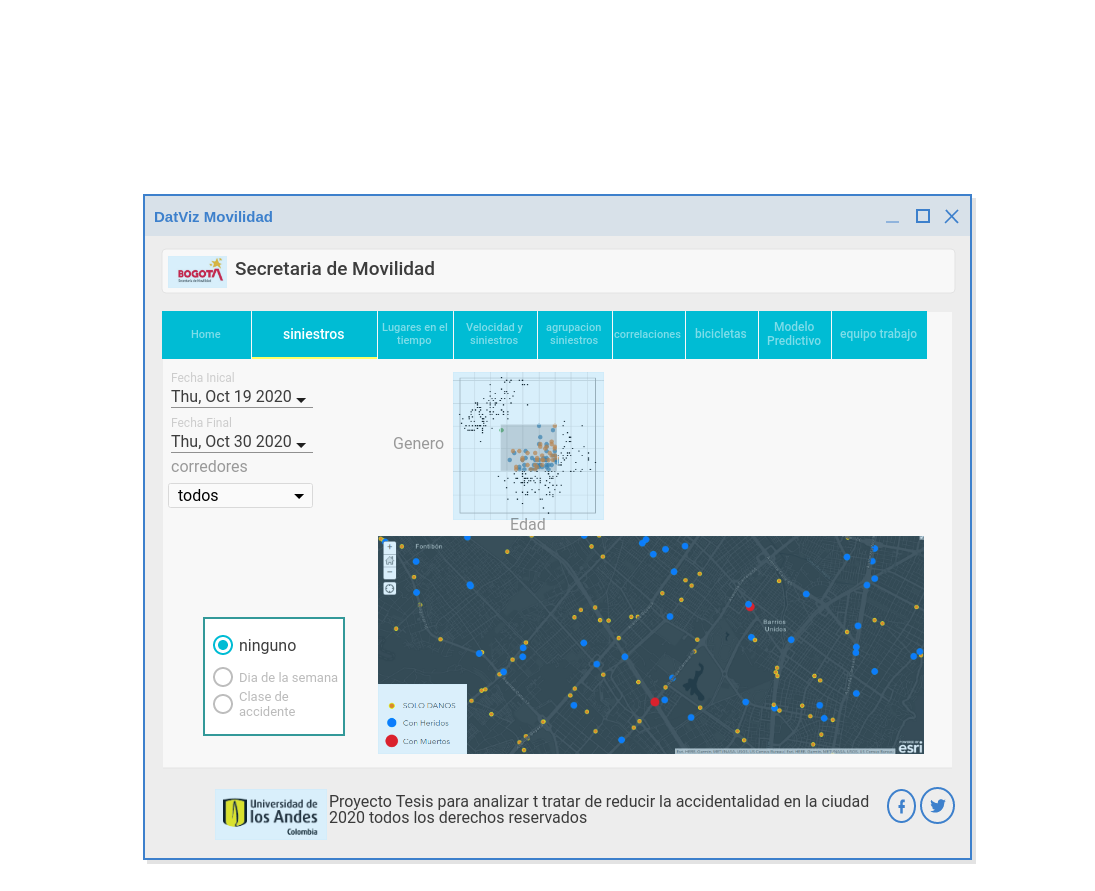 DatViz Movilidad
BOGOTÁ
Secretaria de Movilidad
Home
siniestros
Lugares en el
tiempo
Velocidad y
siniestros
agrupacion
siniestros
correlaciones
bicicletas
Modelo
Predictivo
equipo trabajo
Fecha Inical
Thu, Oct 19 2020
Fecha Final
Thu, Oct 30 2020
corredores
todos
Genero
Edad
ninguno
Dia de la semana
Clase de
accidente
Fontibón
Barrios
Unidos
SOLO DANOS
Con Heridos
Con Muertos
POWERED BY
esri
Universidad de
los Andes
Colombia
Proyecto Tesis para analizar t tratar de reducir la accidentalidad en la ciudad
2020 todos los derechos reservados